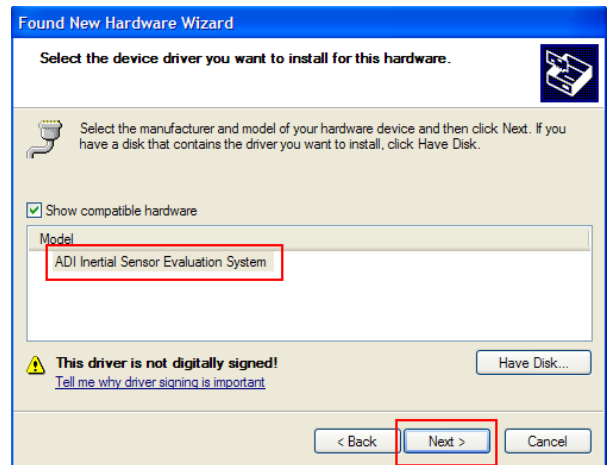 Found New Hardware Wizard
Select the device driver you want to install for this hardware.
Select the manufacturer and model of your hardware device and then click Next. If you
have a disk that contains the driver you want to install, click Have Disk.
Show compatible hardware
Model
ADI Inertial Sensor Evaluation System
This driver is not digitally signed!
Have Disk...
Tell me why driver signing is important
< Back
Next >
Cancel